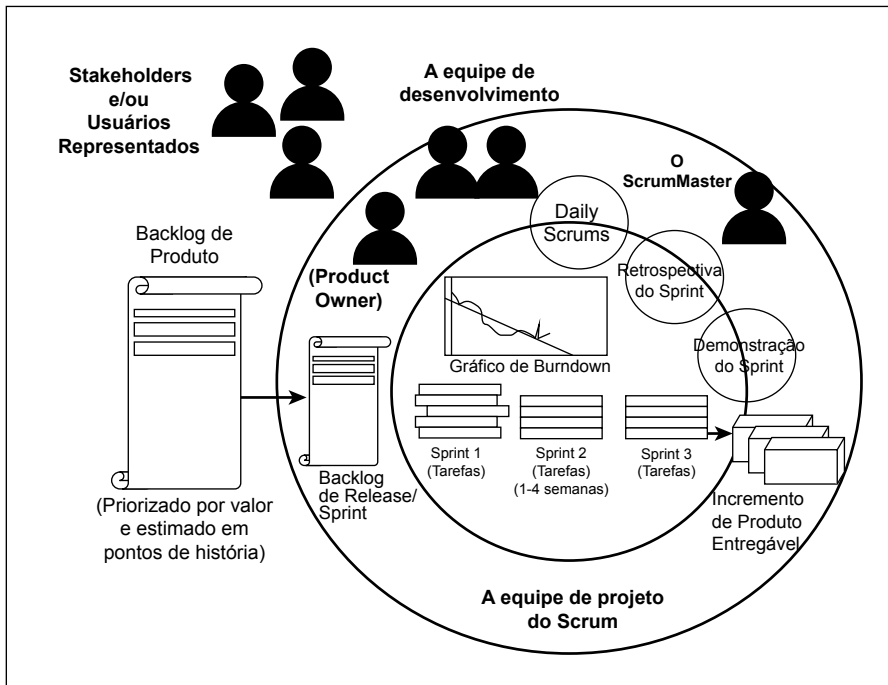 Stakeholders
e/ou
Usuários
Representados
A equipe de
desenvolvimento
O
ScrumMaster
Daily
Scrums
Backlog de
Produto
(Product
Owner)
Retrospectiva
do Sprint
Demonstração
do Sprint
Gráfico de Burndown
Sprint 1
(Tarefas)
Sprint 2
(Tarefas)
(1-4 semanas)
Sprint 3
(Tarefas)
Backlog
de Release/
Sprint
(Priorizado por valor
e estimado em
pontos de história)
Incremento
de Produto
Entregável
A equipe de projeto
do Scrum